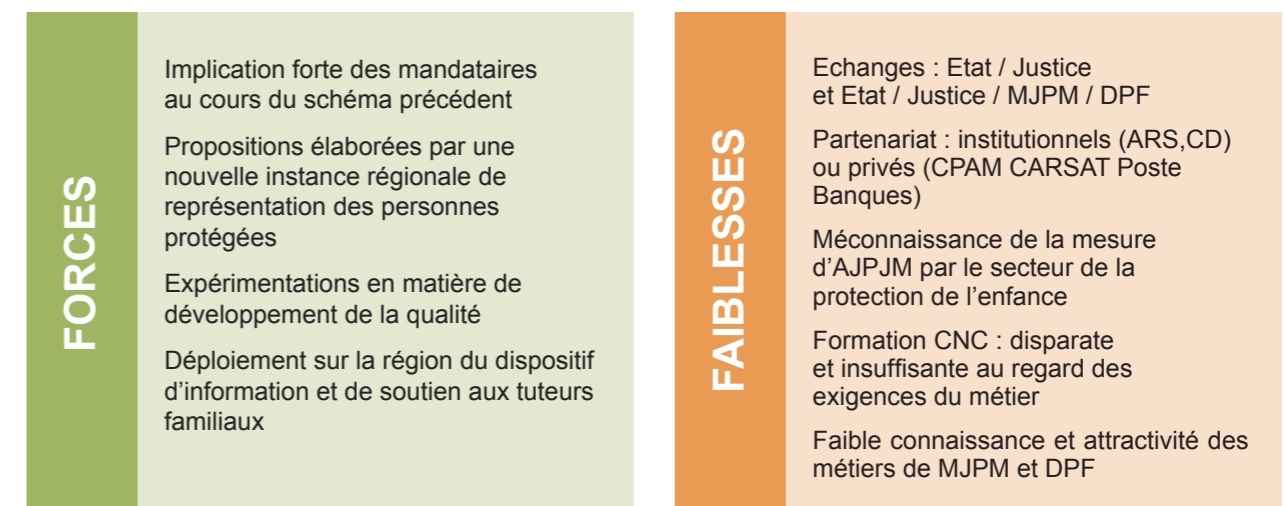 FORCES
Implication forte des mandataires
au cours du schéma précédent
Propositions élaborées par une
nouvelle instance régionale de
représentation des personnes
protégées
Expérimentations en matière de
développement de la qualité
Déploiement sur la région du dispositif
d'information et de soutien aux tuteurs
familiaux
FAIBLESSES
Echanges : Etat / Justice
et Etat / Justice / MJPM / DPF
Partenariat : institutionnels (ARS,CD)
ou privés (CPAM CARSAT Poste
Banques)
Méconnaissance de la mesure
d'AJPJM par le secteur de la
protection de l'enfance
Formation CNC : disparate
et insuffisante au regard des
exigences du métier
Faible connaissance et attractivité des
métiers de MJPM et DPF